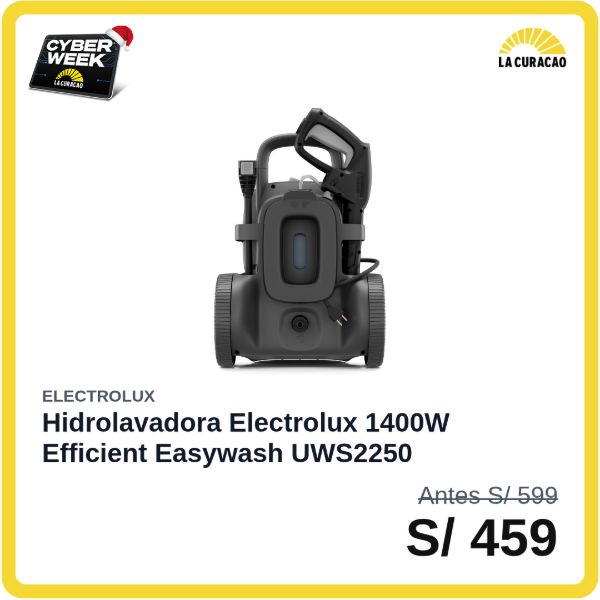 CYBER
WEEK
LA CURACAO
LA CURACAO
ELECTROLUX
Hidrolavadora Electrolux 1400W
Efficient Easywash UWS2250
Antes S/ 599
S/ 459